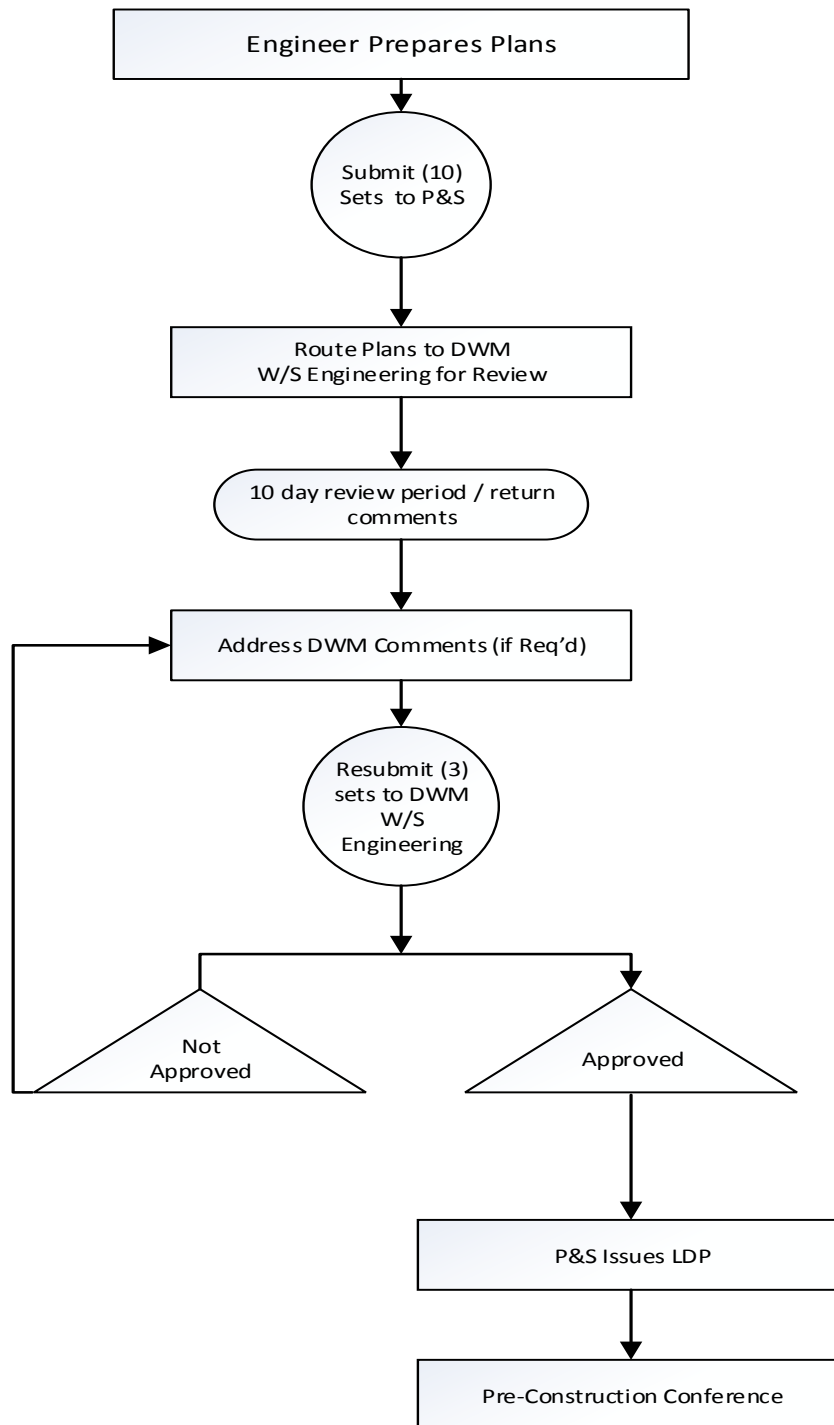 Engineer Prepares Plans
Submit (10)
Sets to P&S
Route Plans to DWM
W/S Engineering for Review
10 day review period / return
comments
Address DWM Comments (if Req’d)
Resubmit (3)
sets to DWM
W/S
Engineering
Not
Approved
Approved
P&S Issues LDP
Pre-Construction Conference